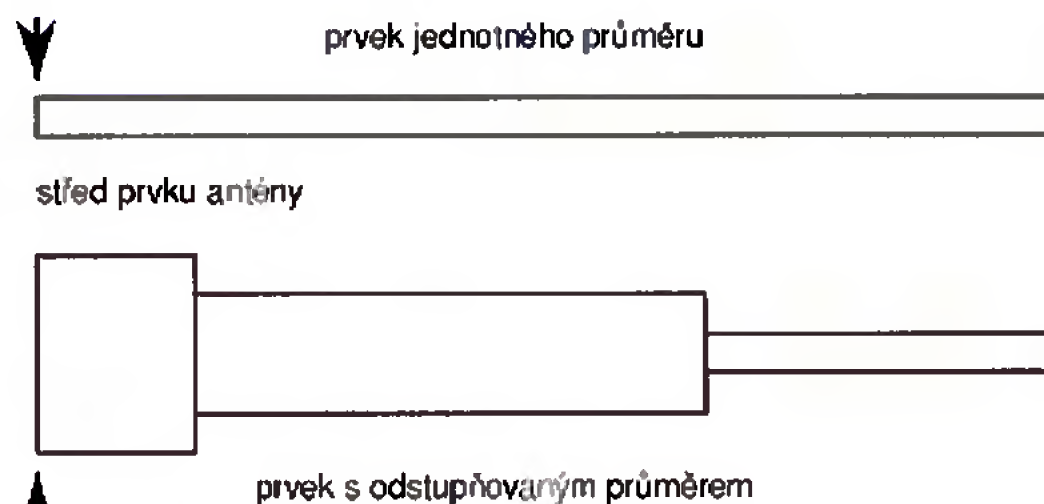 prvek jednotného průměru
střed prvku antény
prvek s odstupňovaným průměrem